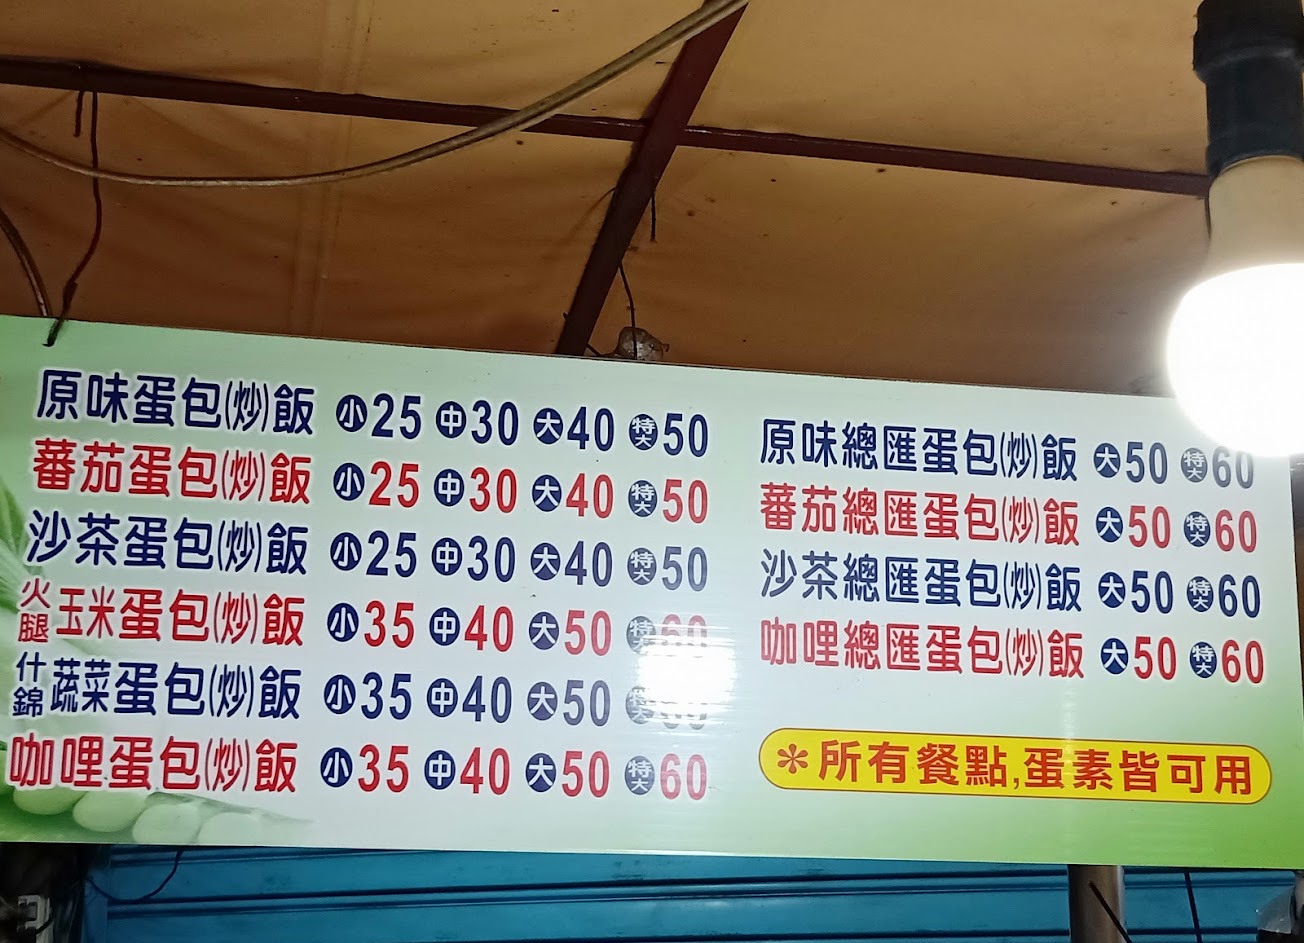 原味蛋包(炒)飯 小25 中30 大40 特大50
蕃茄蛋包(炒)飯 小25 中30 大40 特大50
沙茶蛋包(炒)飯 小25 中30 大40 特大50
火腿玉米蛋包(炒)飯 小35 中40 大50 特大60
什錦蔬菜蛋包(炒)飯 小35 中40 大50 特大60
咖哩蛋包(炒)飯 小35 中40 大50 特大60
原味總匯蛋包(炒)飯 大50 特大60
蕃茄總匯蛋包(炒)飯 大50 特大60
沙茶總匯蛋包(炒)飯 大50 特大60
咖哩總匯蛋包(炒)飯 大50 特大60
*所有餐點,蛋素皆可用